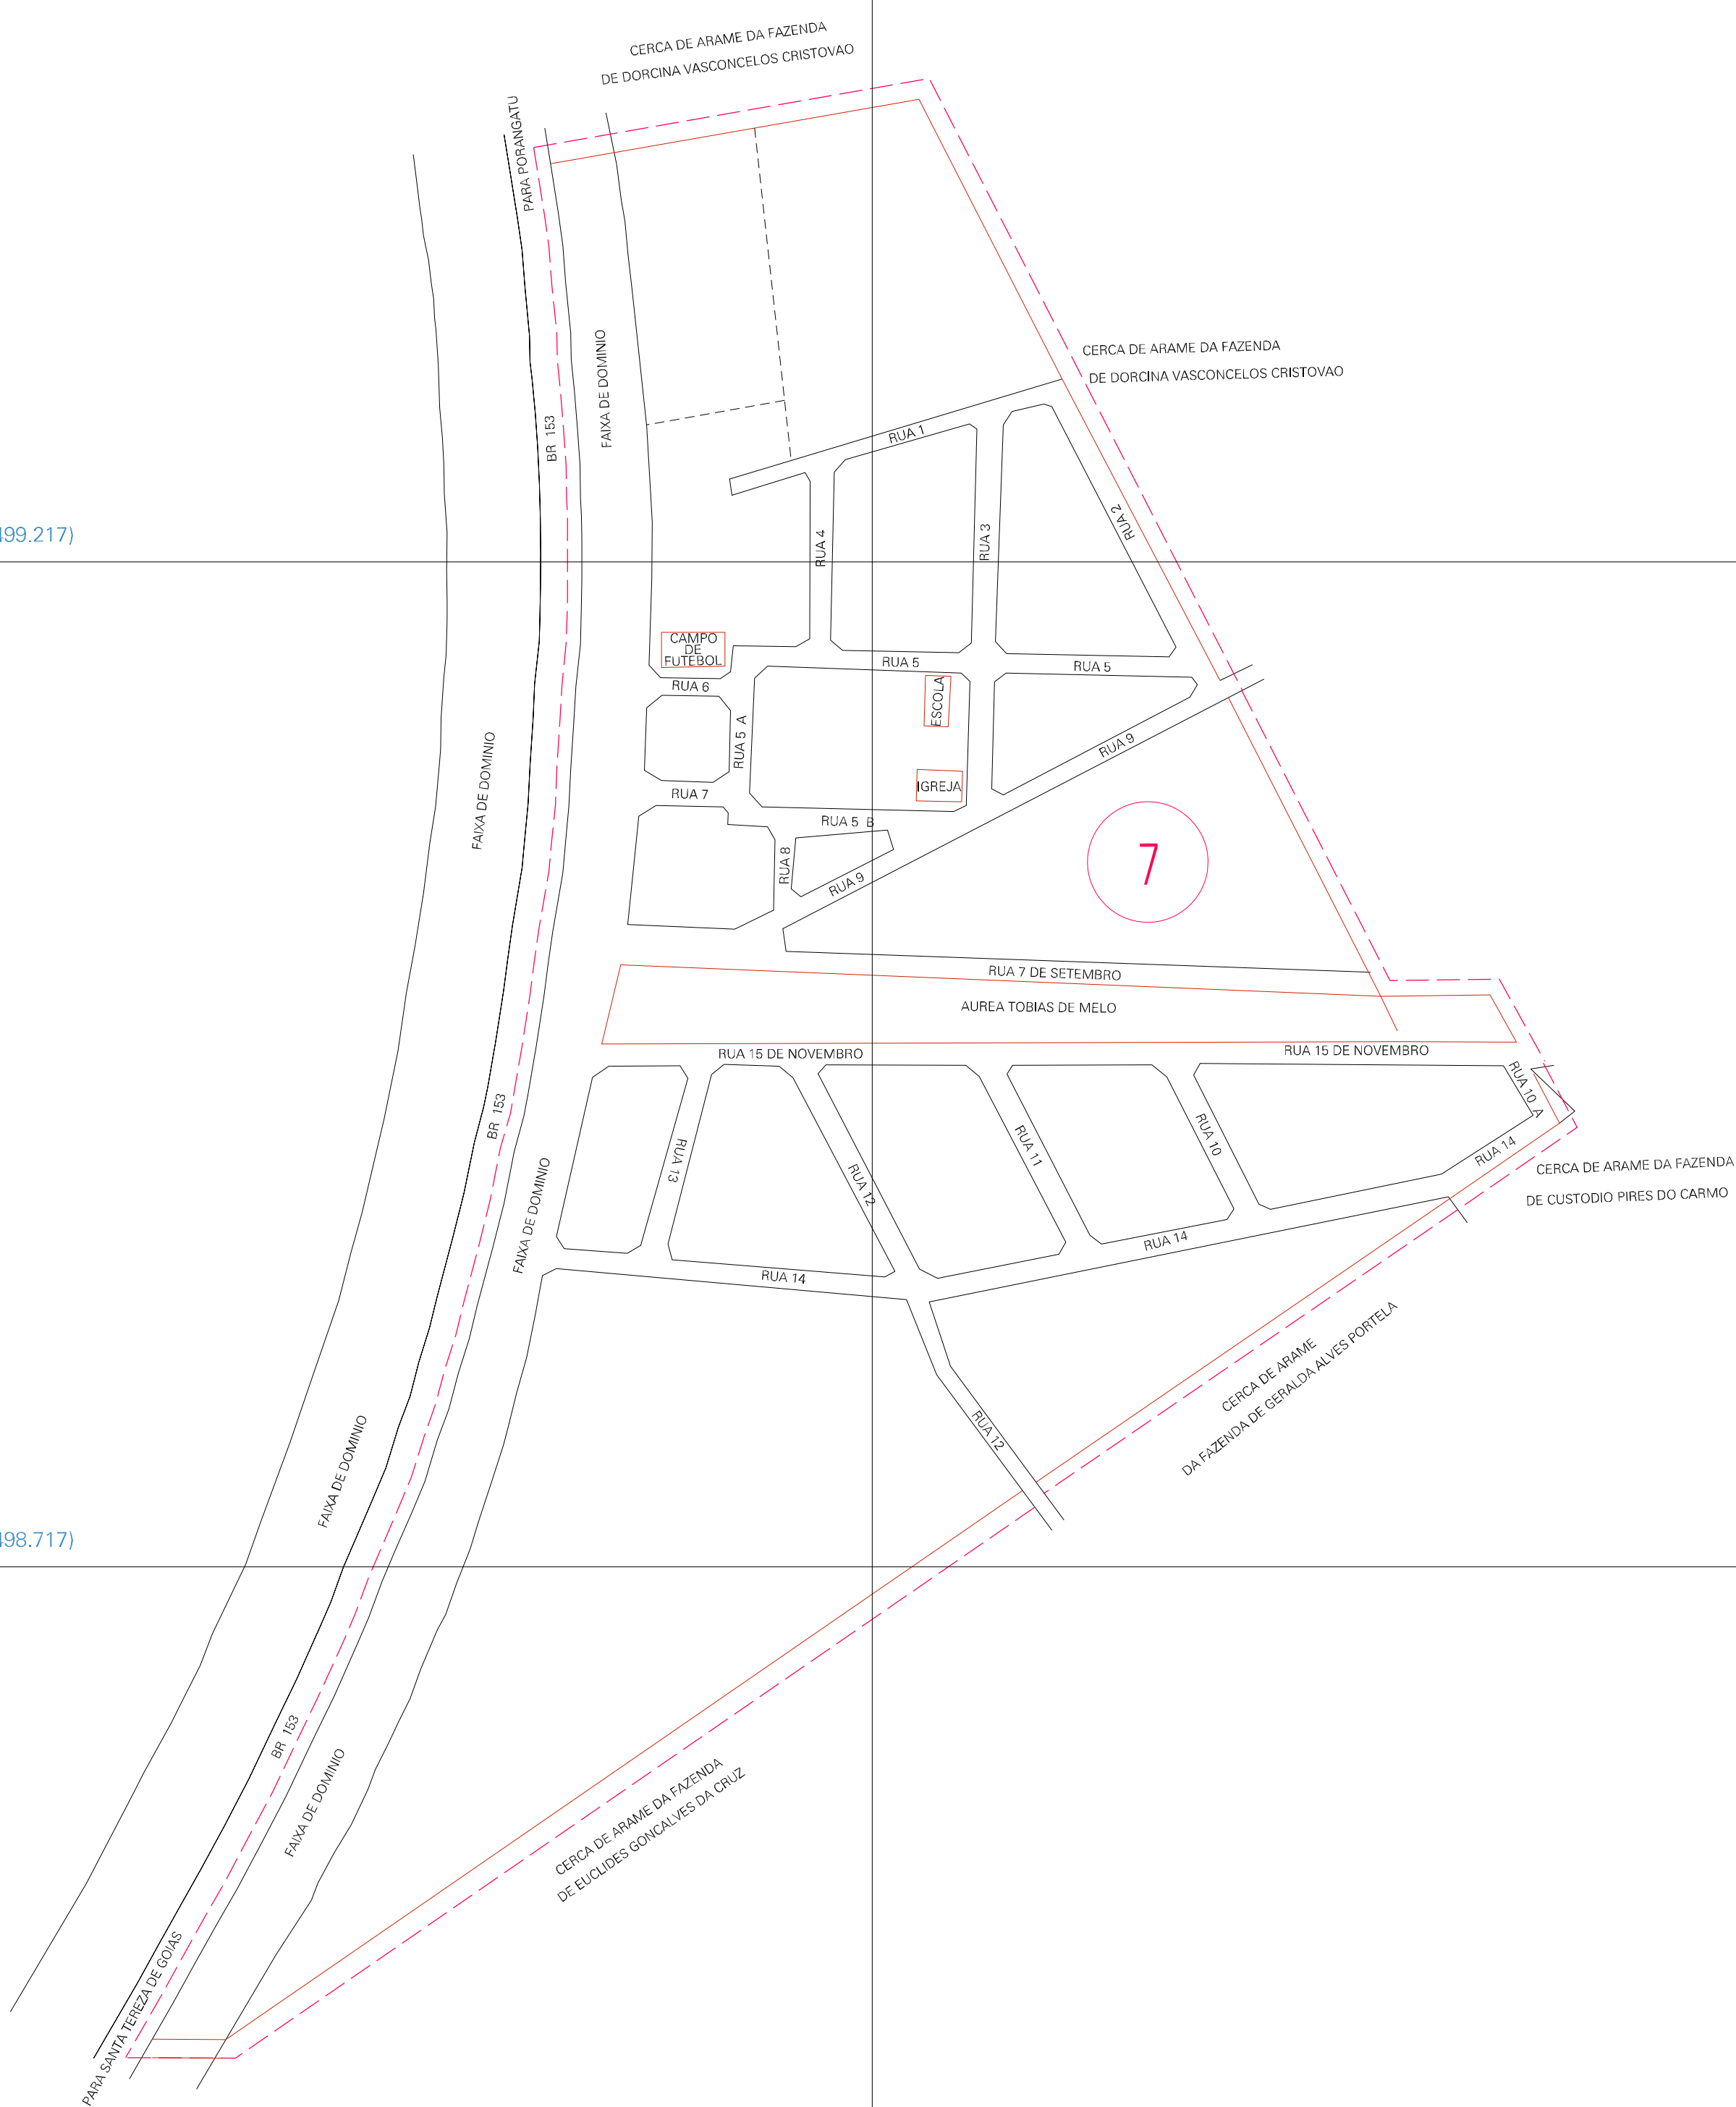 CERCA DE ARAME DA FAZENDA
DE DORCINA VASCONCELOS CRISTOVAO
PARA PORANGATU
FAIXA DE DOMINIO
BR 153
CERCA DE ARAME DA FAZENDA
DE DORCINA VASCONCELOS CRISTOVAO
RUA 1
RUA 2
RUA 3
RUA 4
499.217)
CAMPO
DE
FUTEBOL
RUA 5
RUA 5
RUA 6
ESCOLA
RUA 5 A
FAIXA DE DOMINIO
RUA 9
IGREJA
RUA 7
RUA 5 B
RUA 8
RUA 9
7
RUA 7 DE SETEMBRO
AUREA TOBIAS DE MELO
RUA 15 DE NOVEMBRO
RUA 15 DE NOVEMBRO
RUA 10 A
BR 153
RUA 13
RUA 12
RUA 11
RUA 10
RUA 14
CERCA DE ARAME DA FAZENDA
DE CUSTODIO PIRES DO CARMO
FAIXA DE DOMINIO
RUA 14
RUA 14
CERCA DE ARAME
DA FAZENDA DE GERALDA ALVES PORTELA
RUA 12
FAIXA DE DOMINIO
498.717)
BR 153
FAIXA DE DOMINIO
CERCA DE ARAME DA FAZENDA
DE EUCLIDES GONCALVES DA CRUZ
PARA SANTA TEREZA DE GOIAS